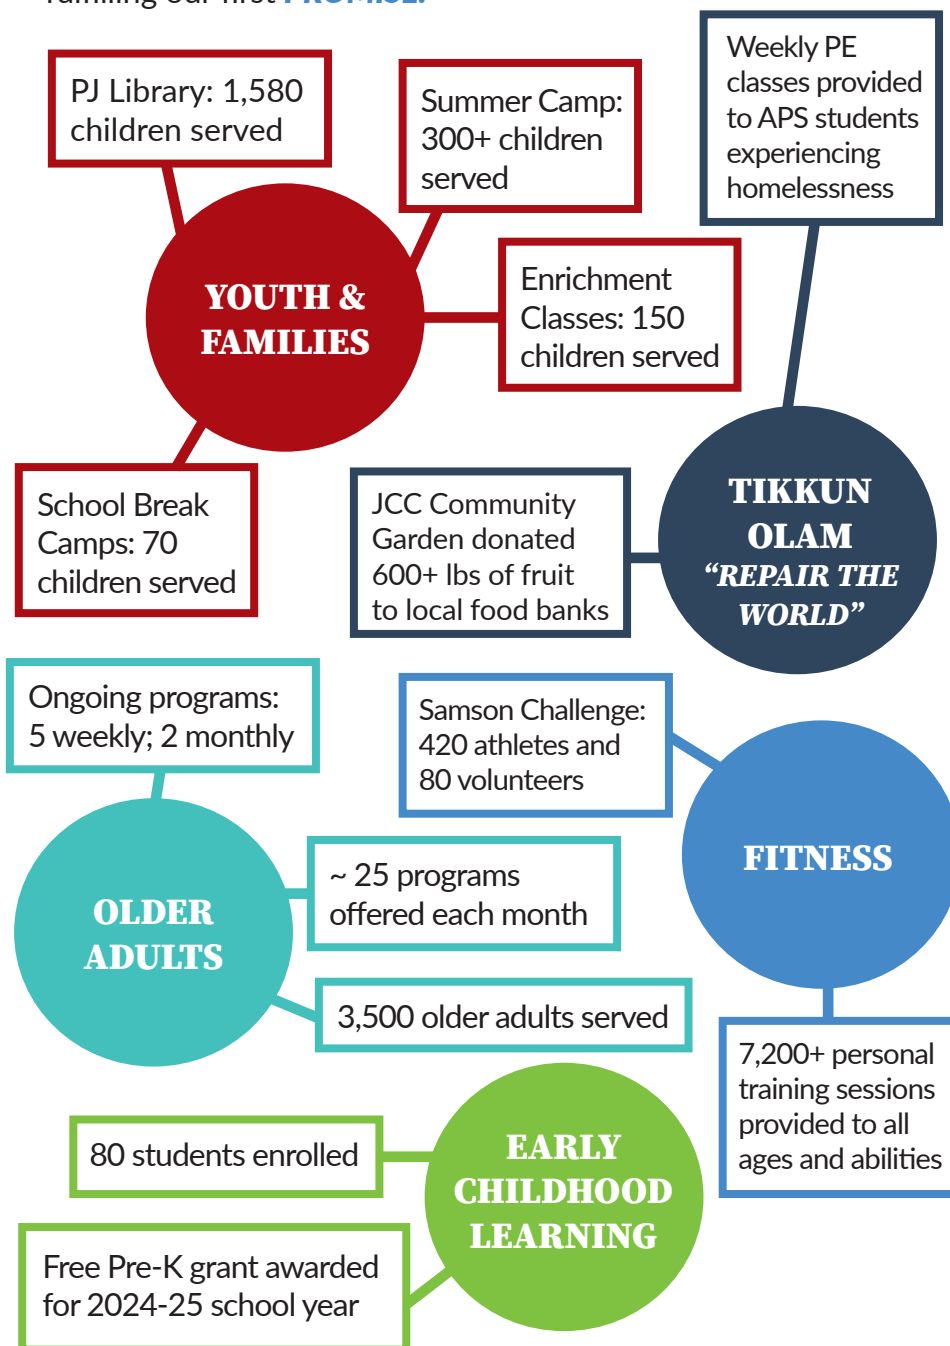 fulfilling our first PROMISE:
PJ Library: 1,580
children served
Summer Camp:
300+ children
served
Weekly PE
classes provided
to APS students
experiencing
homelessness
YOUTH &
FAMILIES
Enrichment
Classes: 150
children served
School Break
Camps: 70
children served
JCC Community
Garden donated
600+ lbs of fruit
to local food banks
TIKKUN
OLAM
“REPAIR THE
WORLD”
Ongoing programs:
5 weekly; 2 monthly
Samson Challenge:
420 athletes and
80 volunteers
OLDER
ADULTS
~ 25 programs
offered each month
3,500 older adults served
FITNESS
7,200+ personal
training sessions
provided to all
ages and abilities
80 students enrolled
EARLY
CHILDHOOD
LEARNING
Free Pre-K grant awarded
for 2024-25 school year